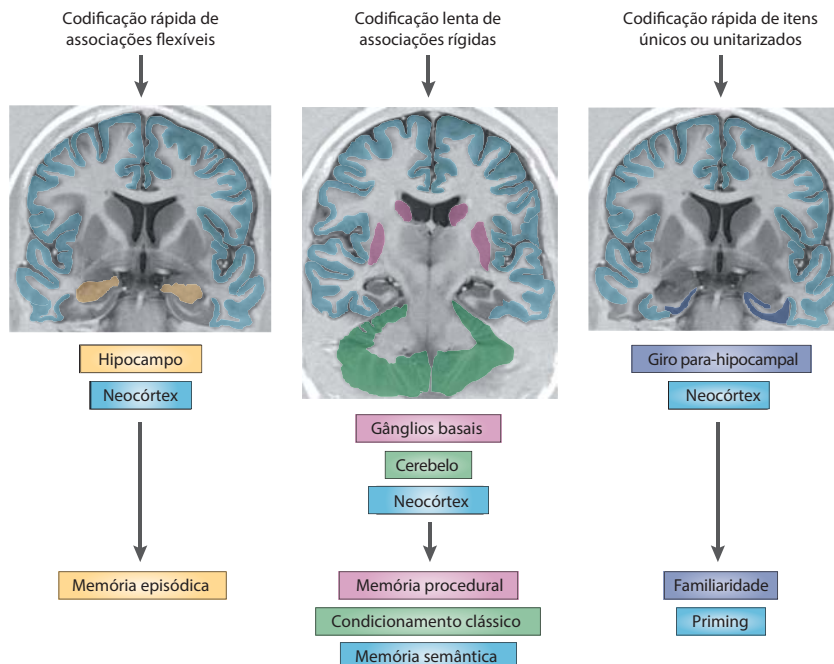 Codificação rápida de
associações flexíveis
Hipocampo
Neocórtex
Memória episódica
Codificação lenta de
associações rígidas
Gânglios basais
Cerebelo
Neocórtex
Memória procedural
Condicionamento clássico
Memória semântica
Codificação rápida de itens
únicos ou unitarizados
Giro para-hipocampal
Neocórtex
Familiaridade
Priming